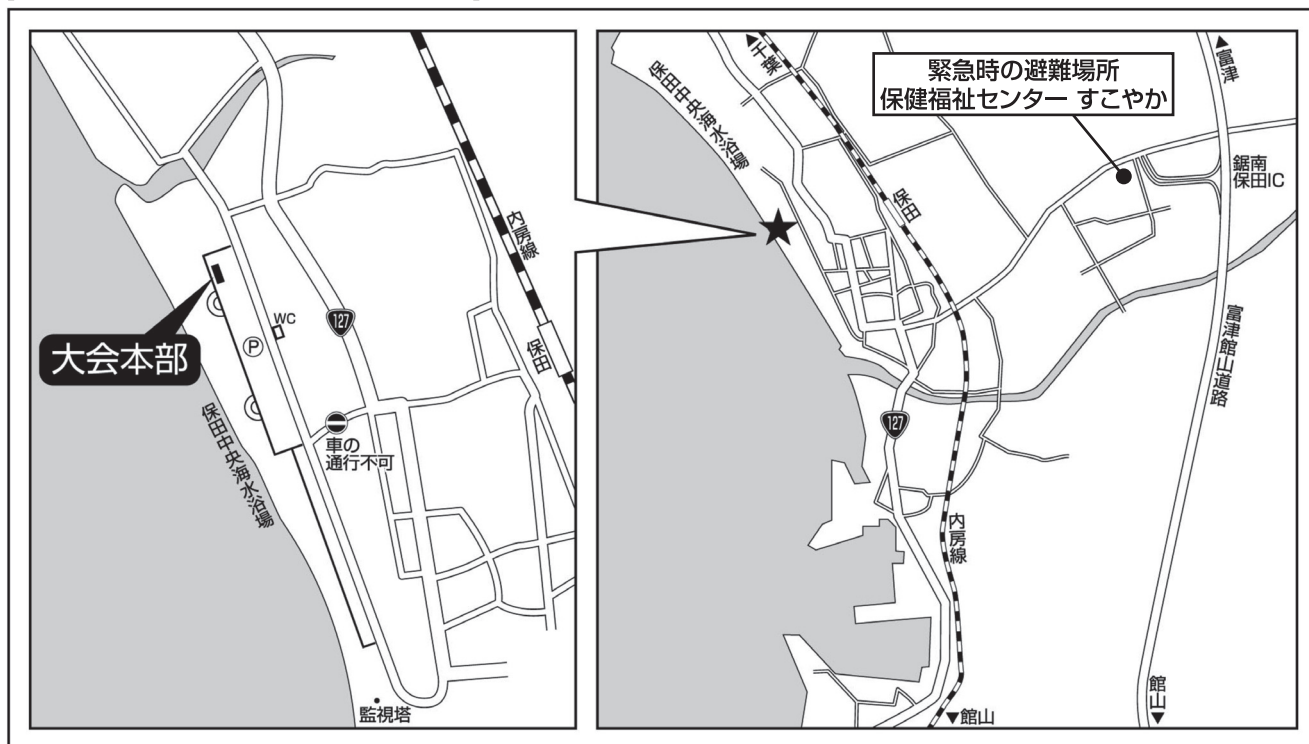 内房線
127
保田
WC
P
大会本部
車の
通行不可
保田中央海水浴場
監視塔
▲千葉
▲富津
保田中央海水浴場
緊急時の避難場所
保健福祉センター すこやか
鋸南
保田IC
保田
富津館山道路
127
内房線
▼館山
館山▼